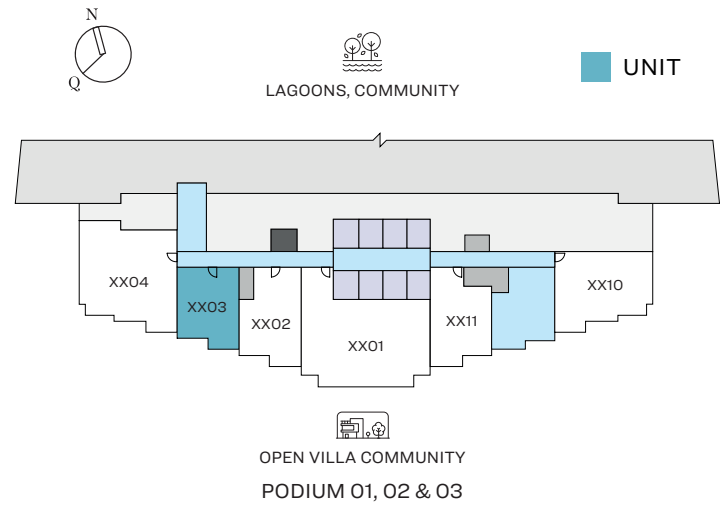 N
Q
LAGOONS, COMMUNITY
UNIT
XX04
XX03
XX02
XX01
XX11
XX10
OPEN VILLA COMMUNITY
PODIUM 01, 02 & 03